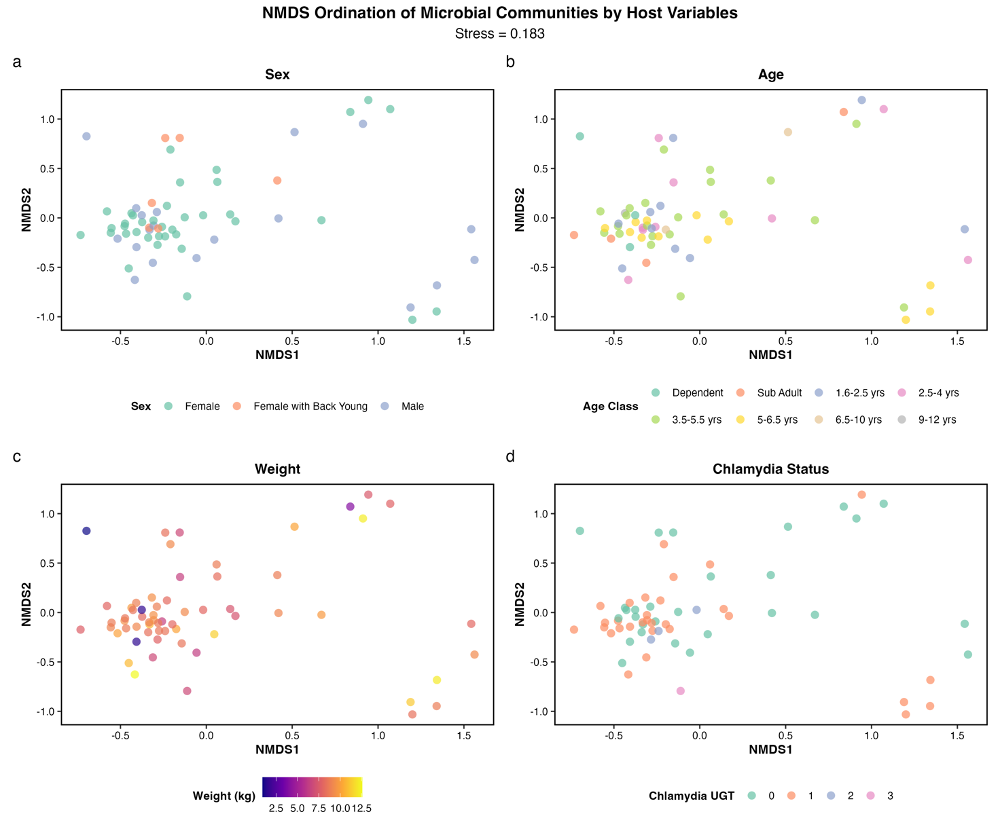 NMDS Ordination of Microbial Communities by Host Variables
Stress = 0.183
a
b
Sex
Age
1.0
0.5
0.0
-0.5
-1.0
NMDS2
-0.5 0.0 0.5 1.0 1.5
NMDS1
1.0
0.5
0.0
-0.5
-1.0
NMDS2
-0.5 0.0 0.5 1.0 1.5
NMDS1
Sex Female Female with Back Young Male
Age Class
Dependent Sub Adult 1.6-2.5 yrs 2.5-4 yrs
3.5-5.5 yrs 5-6.5 yrs 6.5-10 yrs 9-12 yrs
c
d
Weight
Chlamydia Status
1.0
0.5
0.0
-0.5
-1.0
NMDS2
-0.5 0.0 0.5 1.0 1.5
NMDS1
1.0
0.5
0.0
-0.5
-1.0
NMDS2
-0.5 0.0 0.5 1.0 1.5
NMDS1
Weight (kg)
2.5 5.0 7.5 10.0 12.5
Chlamydia UGT 0 1 2 3